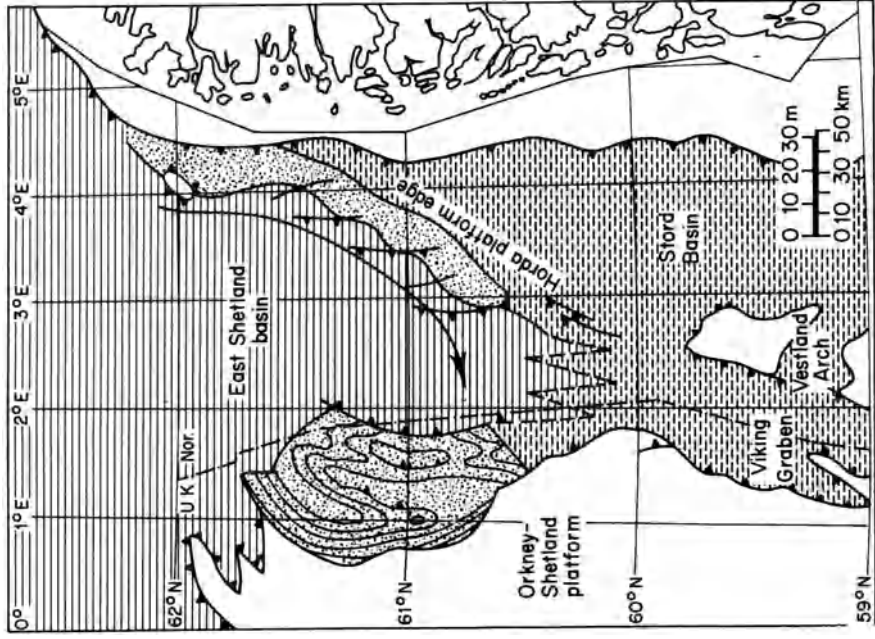 0°
1°E
2°E
3°E
4°E
5°E
62°N
61°N
60°N
59°N
U K
Nor.
East Shetland
basin
Horda platform edge
Orkney-
Shetland
platform
Stord
Basin
Viking
Graben
Vestland
Arch
0 10 20 30 m
0 10 30 50 km